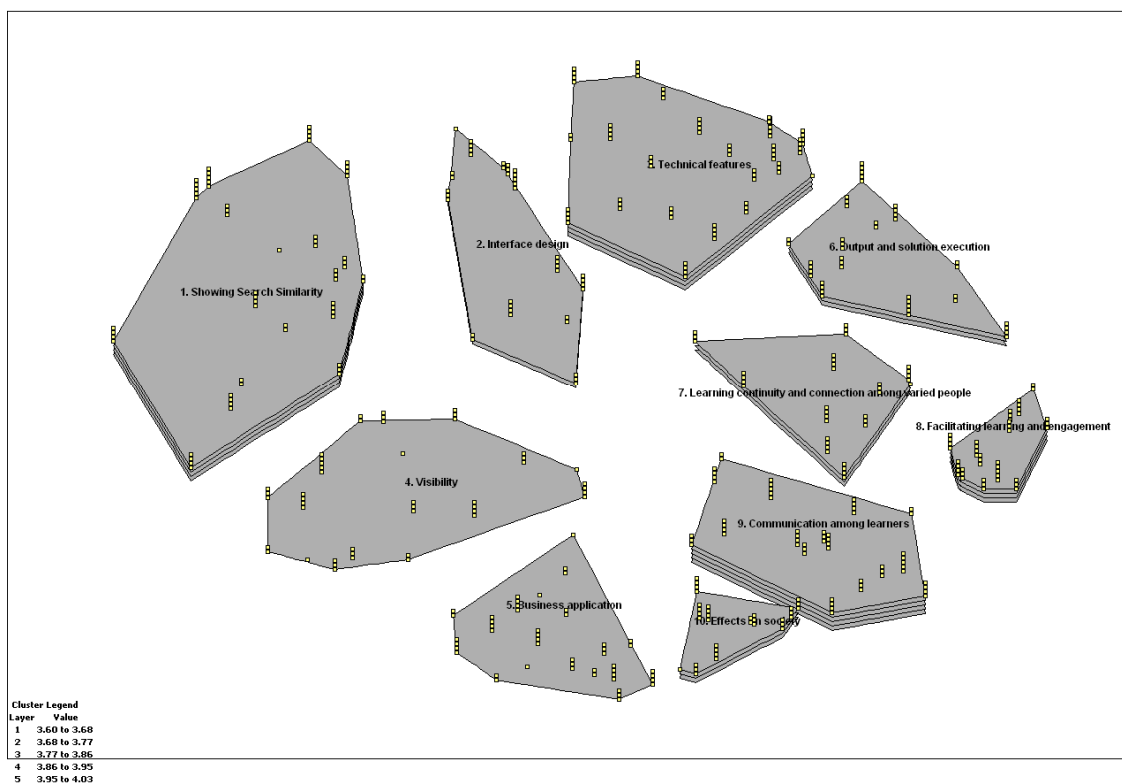 3. Technical features
2. Interface design
6. Output and solution execution
1. Showing Search Similarity
7. Learning continuity and connection among varied people
8. Facilitating learning and engagement
4. Visibility
9. Communication among learners
5. Business application
10. Effects on society
Cluster Legend
Layer Value
1 3.60 to 3.68
2 3.68 to 3.77
3 3.77 to 3.86
4 3.86 to 3.95
5 3.95 to 4.03